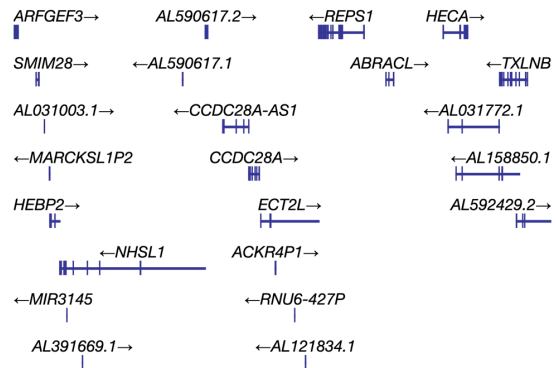 ARFGEF3→ AL590617.2→ ←REPS1 HECA→
SMIM28→ ←AL590617.1 ABRACL→ ←TXLNB
AL031003.1→ ←CCDC28A-AS1 ←AL031772.1
←MARCKSL1P2 CCDC28A→ ←AL158850.1
HEBP2→ ECT2L→ AL592429.2→
←NHSL1 ACKR4P1→
←MIR3145 ←RNU6-427P
AL391669.1→ ←AL121834.1